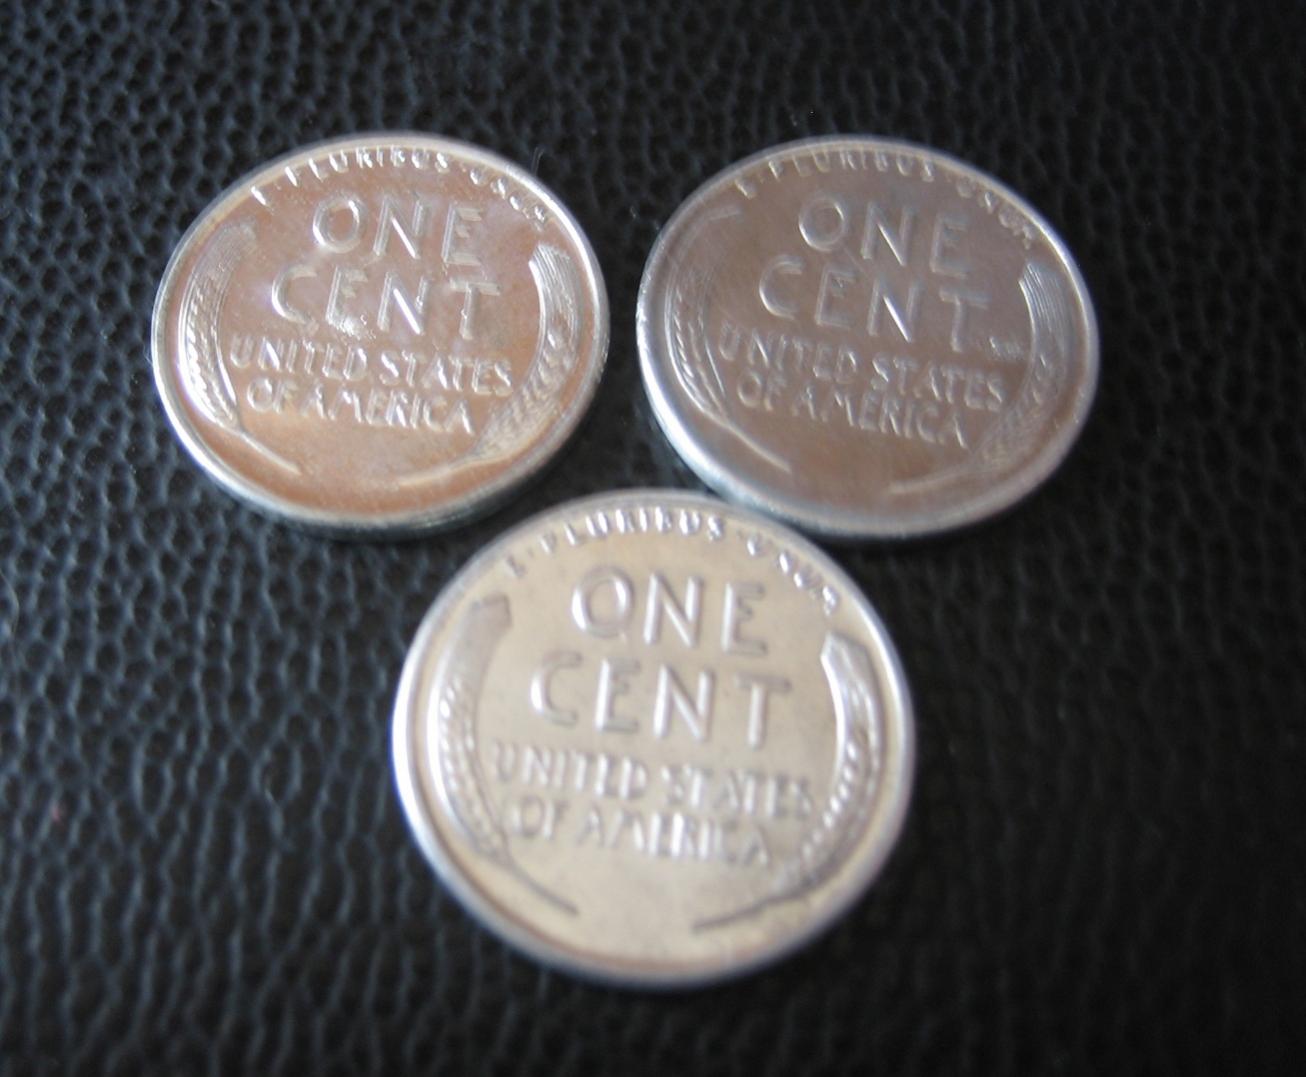 E·PLURIBUS·UNUM
ONE
CENT
UNITED STATES
OF AMERICA
E·PLURIBUS·UNUM
ONE
CENT
UNITED STATES
OF AMERICA
E·PLURIBUS·UNUM
ONE
CENT
UNITED STATES
OF AMERICA